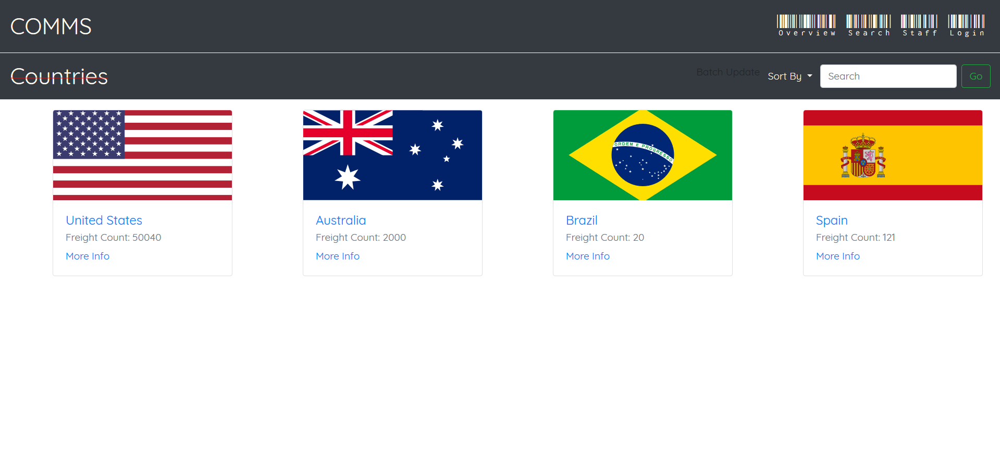 COMMS
Overview Search Staff Login
Countries
Batch Update Sort By Search Go
ORDEM E PROGRESSO
United States
Freight Count: 50040
More Info
Australia
Freight Count: 2000
More Info
Brazil
Freight Count: 20
More Info
Spain
Freight Count: 121
More Info